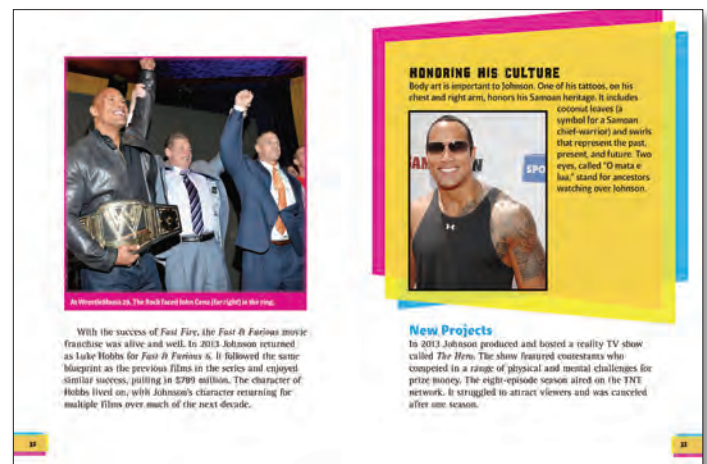 At WrestleMania 29, The Rock faced John Cena (far right) in the ring.
With the success of Fast Five, the Fast & Furious movie
franchise was alive and well. In 2013 Johnson returned
as Luke Hobbs for Fast & Furious 6. It followed the same
blueprint as the previous films in the series and enjoyed
similar success, pulling in $789 million. The character of
Hobbs lived on, with Johnson's character returning for
multiple films over much of the next decade.
32
HONORING HIS CULTURE
Body art is important to Johnson. One of his tattoos, on his
chest and right arm, honors his Samoan heritage. It includes
coconut leaves (a
symbol for a Samoan
chief-warrior) and swirls
that represent the past,
present, and future. Two
eyes, called "O mata e
lua," stand for ancestors
watching over Johnson.
SPO
New Projects
In 2013 Johnson produced and hosted a reality TV show
called The Hero. The show featured contestants who
competed in a range of physical and mental challenges for
prize money. The eight-episode season aired on the TNT
network. It struggled to attract viewers and was canceled
after one season.
33